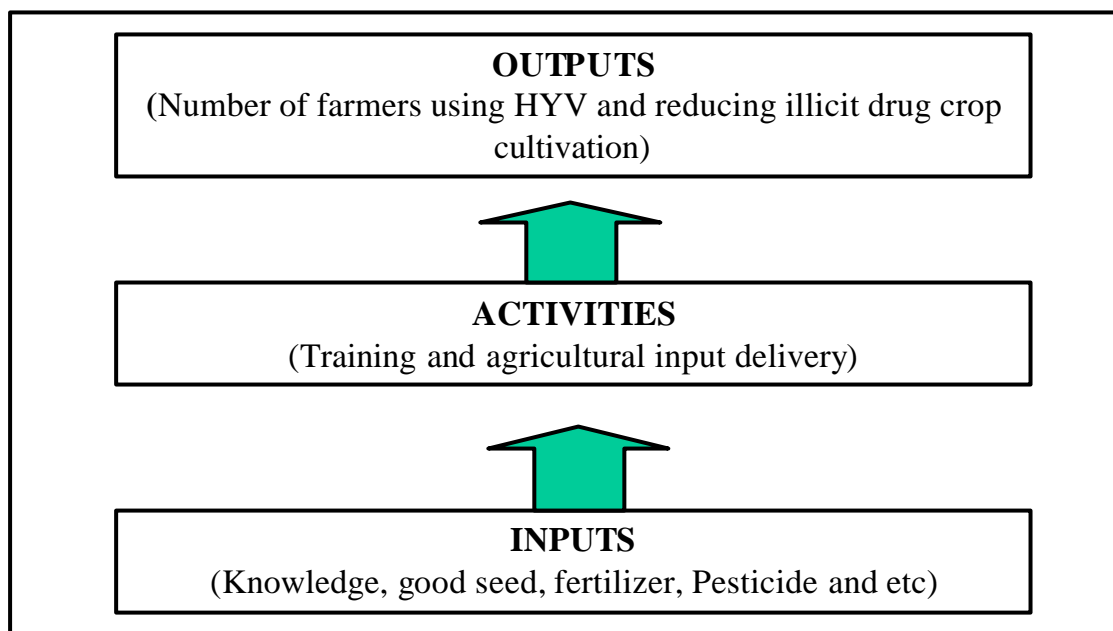 OUTPUTS
(Number of farmers using HYV and reducing illicit drug crop
cultivation)
ACTIVITIES
(Training and agricultural input delivery)
INPUTS
(Knowledge, good seed, fertilizer, Pesticide and etc)